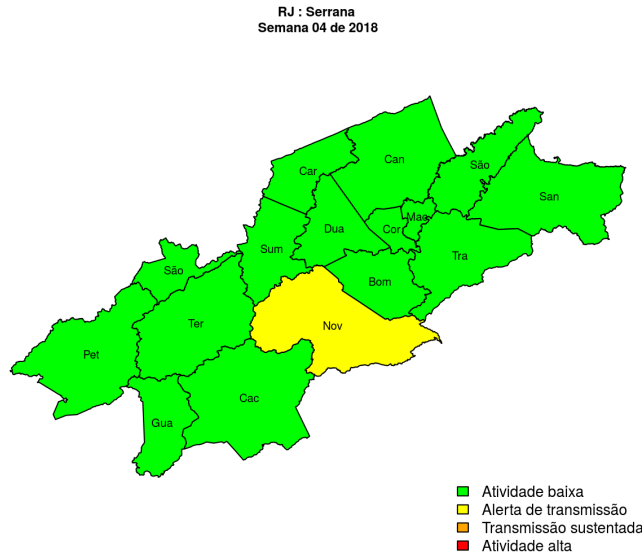 RJ : Serrana
Semana 04 de 2018
Can
São
Car
San
Mac
Dua
Cor
Sum
Tra
São
Bom
Ter
Nov
Pet
Cac
Gua
Atividade baixa
Alerta de transmissão
Transmissão sustentada
Atividade alta